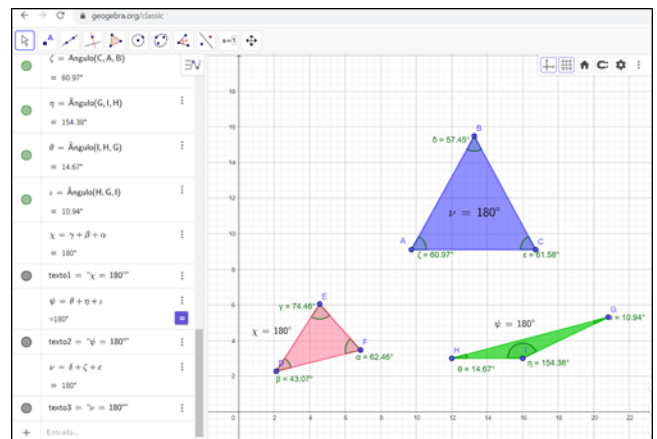 geogebra.org/classic
A
a=1
ζ = Ângulo(C, A, B)
= 60.97°
η = Ângulo(G, I, H)
= 154.38°
θ = Ângulo(I, H, G)
= 14.67°
ι = Ângulo(H, G, I)
= 10.94°
χ = γ + β + α
= 180°
texto1 = "χ = 180°"
ψ = θ + η + ι
=180°
texto2 = "ψ = 180°"
ν = δ + ζ + ε
= 180°
texto3 = "ν = 180°"
Entrada...
18
16
14
12
10
8
6
4
2
0
0 2 4 6 8 10 12 14 16 18 20 22
B
δ = 57.45°
ν = 180°
A
C
ζ = 60.97°
ε = 61.58°
E
γ = 74.46°
χ = 180°
F
D
α = 62.46°
β = 43.07°
G
ι = 10.94°
ψ = 180°
H
I
θ = 14.67°
η = 154.38°